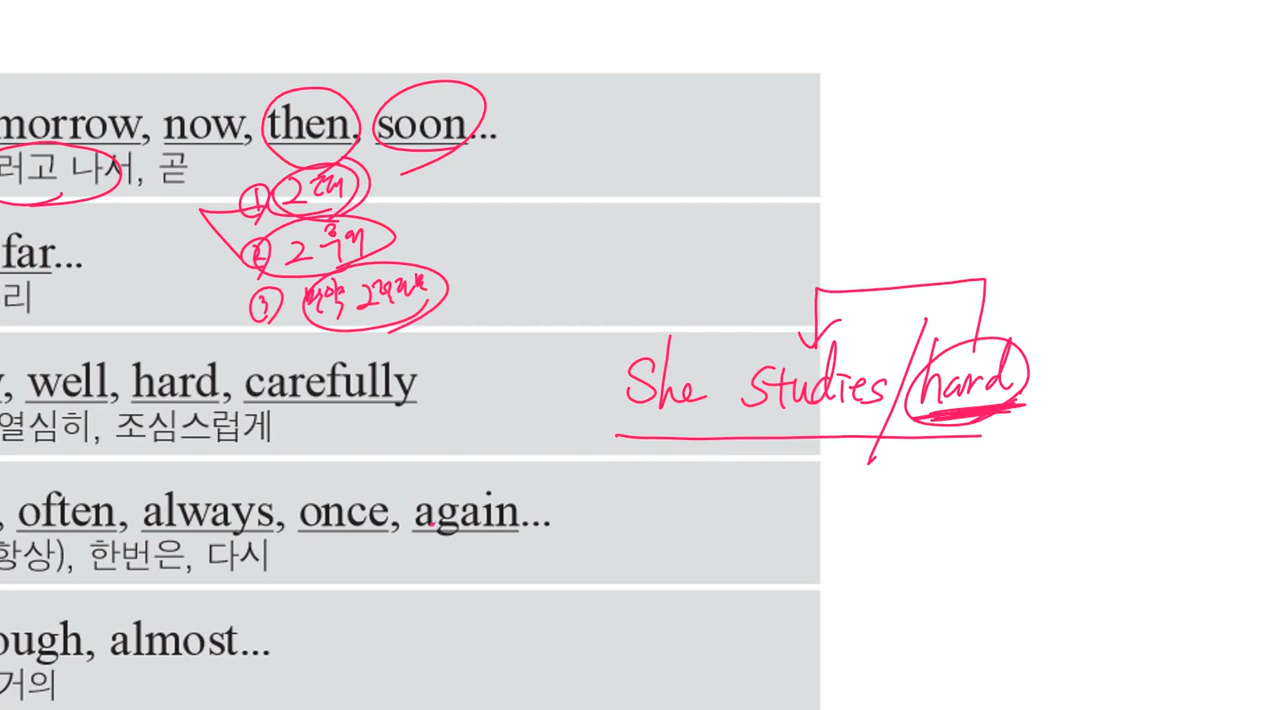 morrow, now, then, soon...
러고 나서, 곧
① 그때
② 그 후에
③ 만약 그렇다면
far...
리
well, hard, carefully
열심히, 조심스럽게
She studies / hard
, often, always, once, again...
항상), 한번은, 다시
ough, almost...
거의